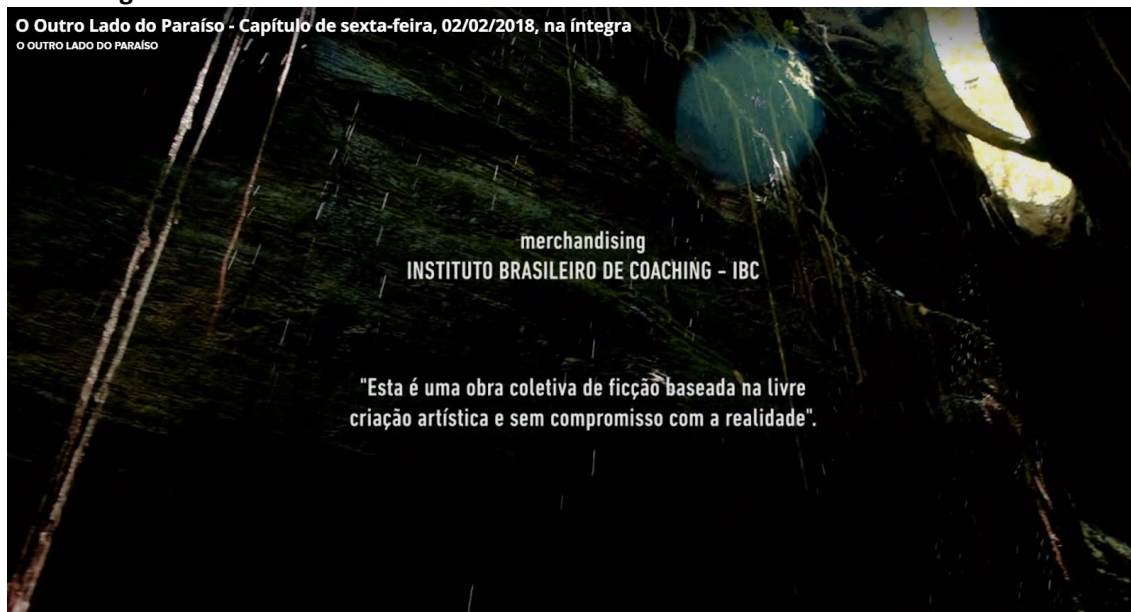 O Outro Lado do Paraíso - Capítulo de sexta-feira, 02/02/2018, na íntegra
O OUTRO LADO DO PARAÍSO
merchandising
INSTITUTO BRASILEIRO DE COACHING - IBC
"Esta é uma obra coletiva de ficção baseada na livre
criação artística e sem compromisso com a realidade".